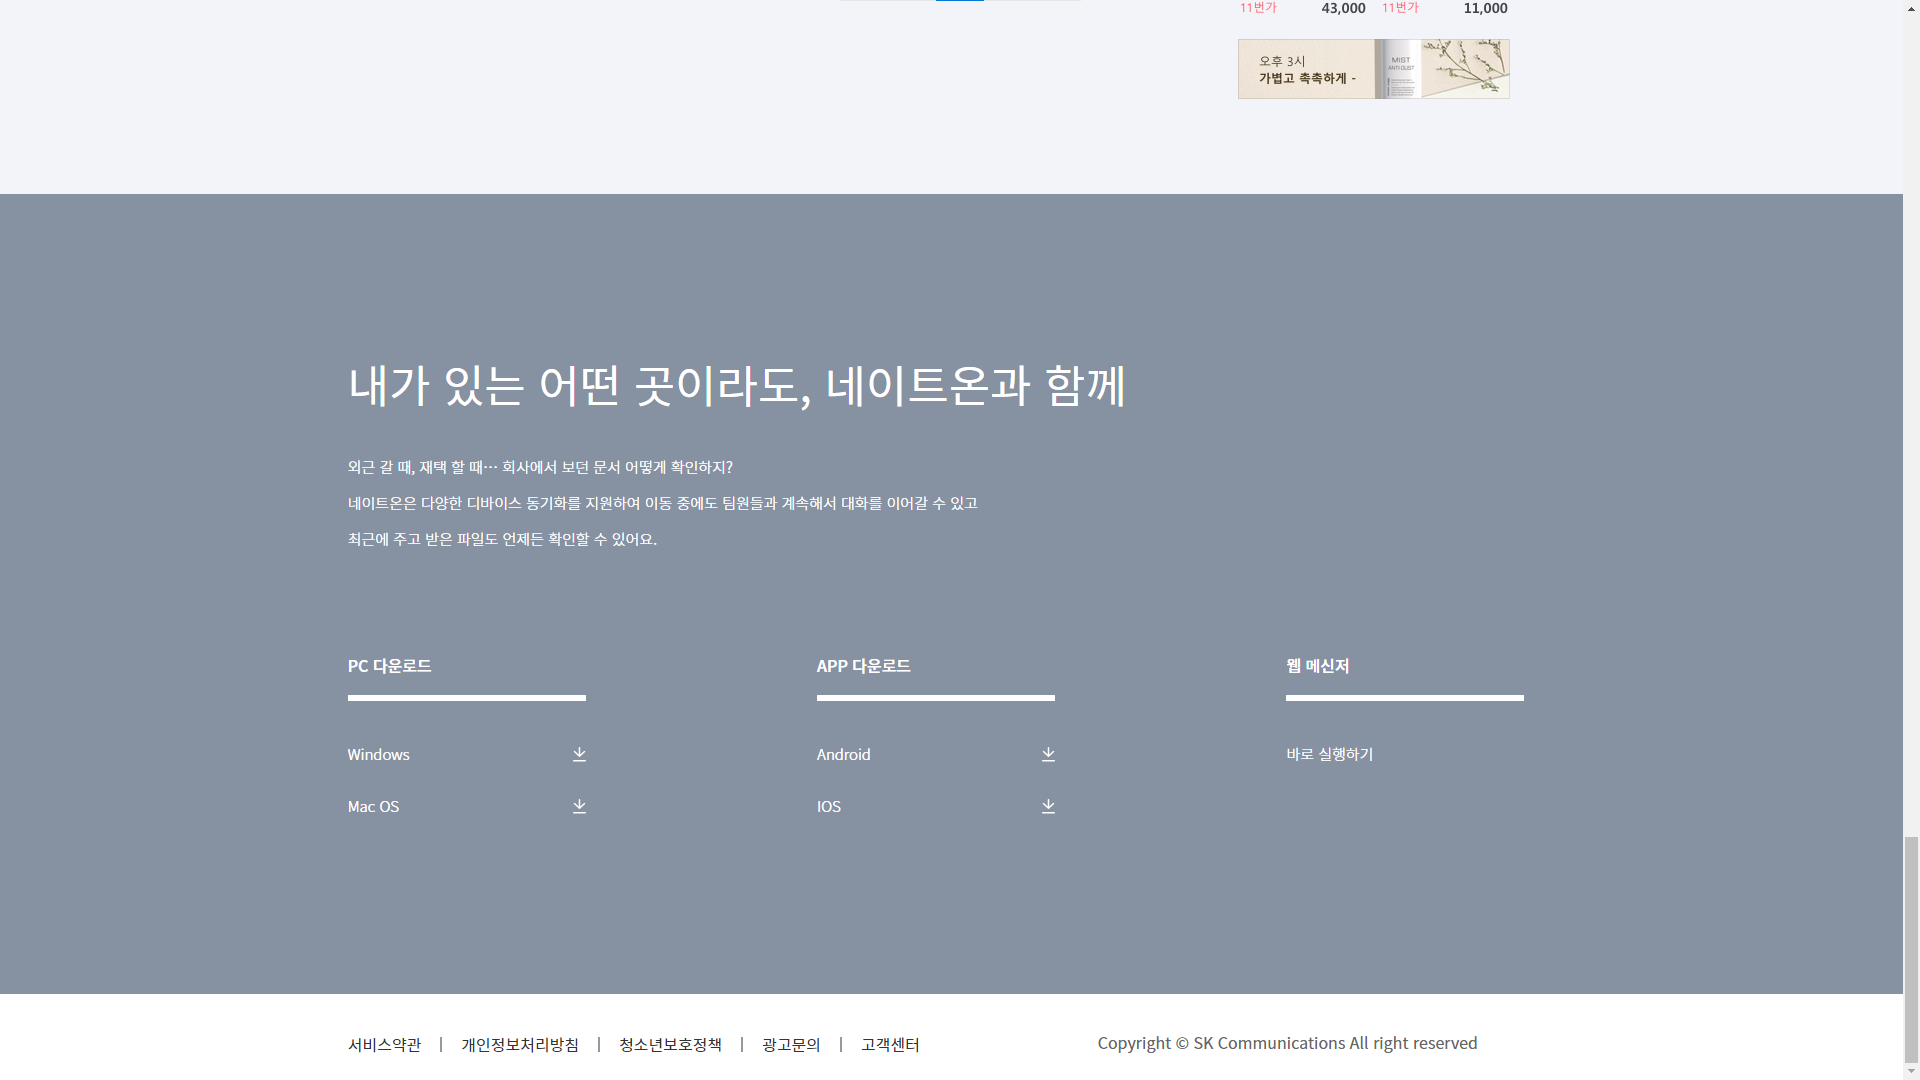 11번가 43,000 11번가 11,000
오후 3시
가볍고 촉촉하게 -
MIST
ANTI DUST
내가 있는 어떤 곳이라도, 네이트온과 함께
외근 갈 때, 재택 할 때··· 회사에서 보던 문서 어떻게 확인하지?
네이트온은 다양한 디바이스 동기화를 지원하여 이동 중에도 팀원들과 계속해서 대화를 이어갈 수 있고
최근에 주고 받은 파일도 언제든 확인할 수 있어요.
PC 다운로드
Windows
Mac OS
APP 다운로드
Android
IOS
웹 메신저
바로 실행하기
서비스약관 | 개인정보처리방침 | 청소년보호정책 | 광고문의 | 고객센터
Copyright © SK Communications All right reserved